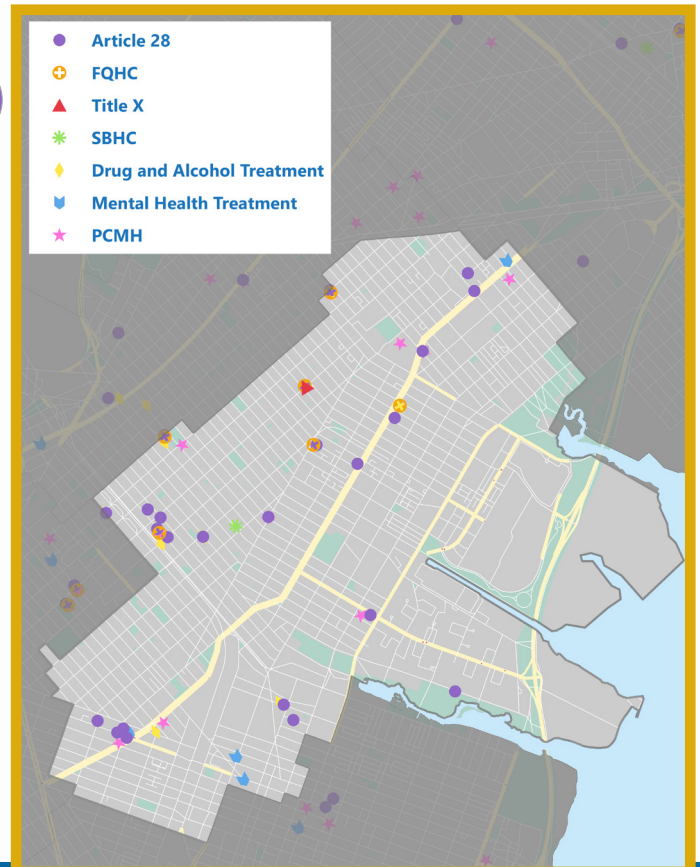 Article 28
FQHC
Title X
SBHC
Drug and Alcohol Treatment
Mental Health Treatment
PCMH